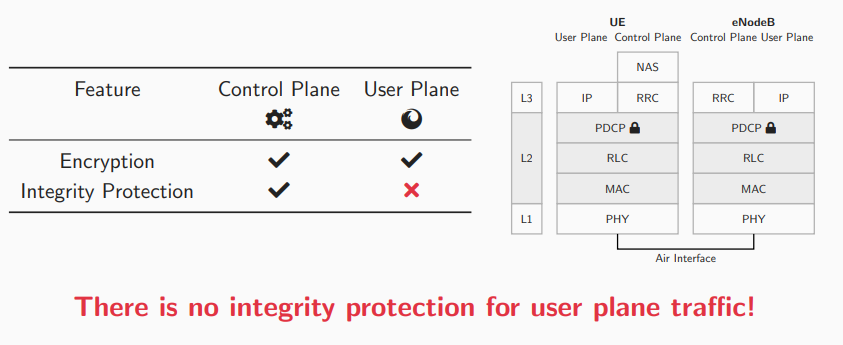 Feature Control Plane User Plane
Encryption
Integrity Protection
UE eNodeB
User Plane Control Plane Control Plane User Plane
NAS
L3 IP RRC RRC IP
PDCP PDCP
L2 RLC RLC
MAC MAC
L1 PHY PHY
Air Interface
There is no integrity protection for user plane traffic!